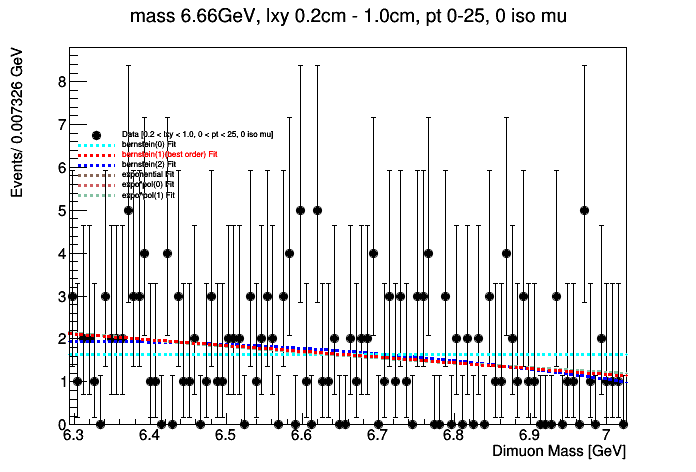 mass 6.66GeV, lxy 0.2cm - 1.0cm, pt 0-25, 0 iso mu
Events/ 0.007326 GeV
8
7
6
5
4
3
2
1
0
Data [0.2 < lxy < 1.0, 0 < pt < 25, 0 iso mu]
bernstein(0) Fit
bernstein(1)(best order) Fit
bernstein(2) Fit
exponential Fit
expo*pol(0) Fit
expo*pol(1) Fit
6.3 6.4 6.5 6.6 6.7 6.8 6.9 7
Dimuon Mass [GeV]